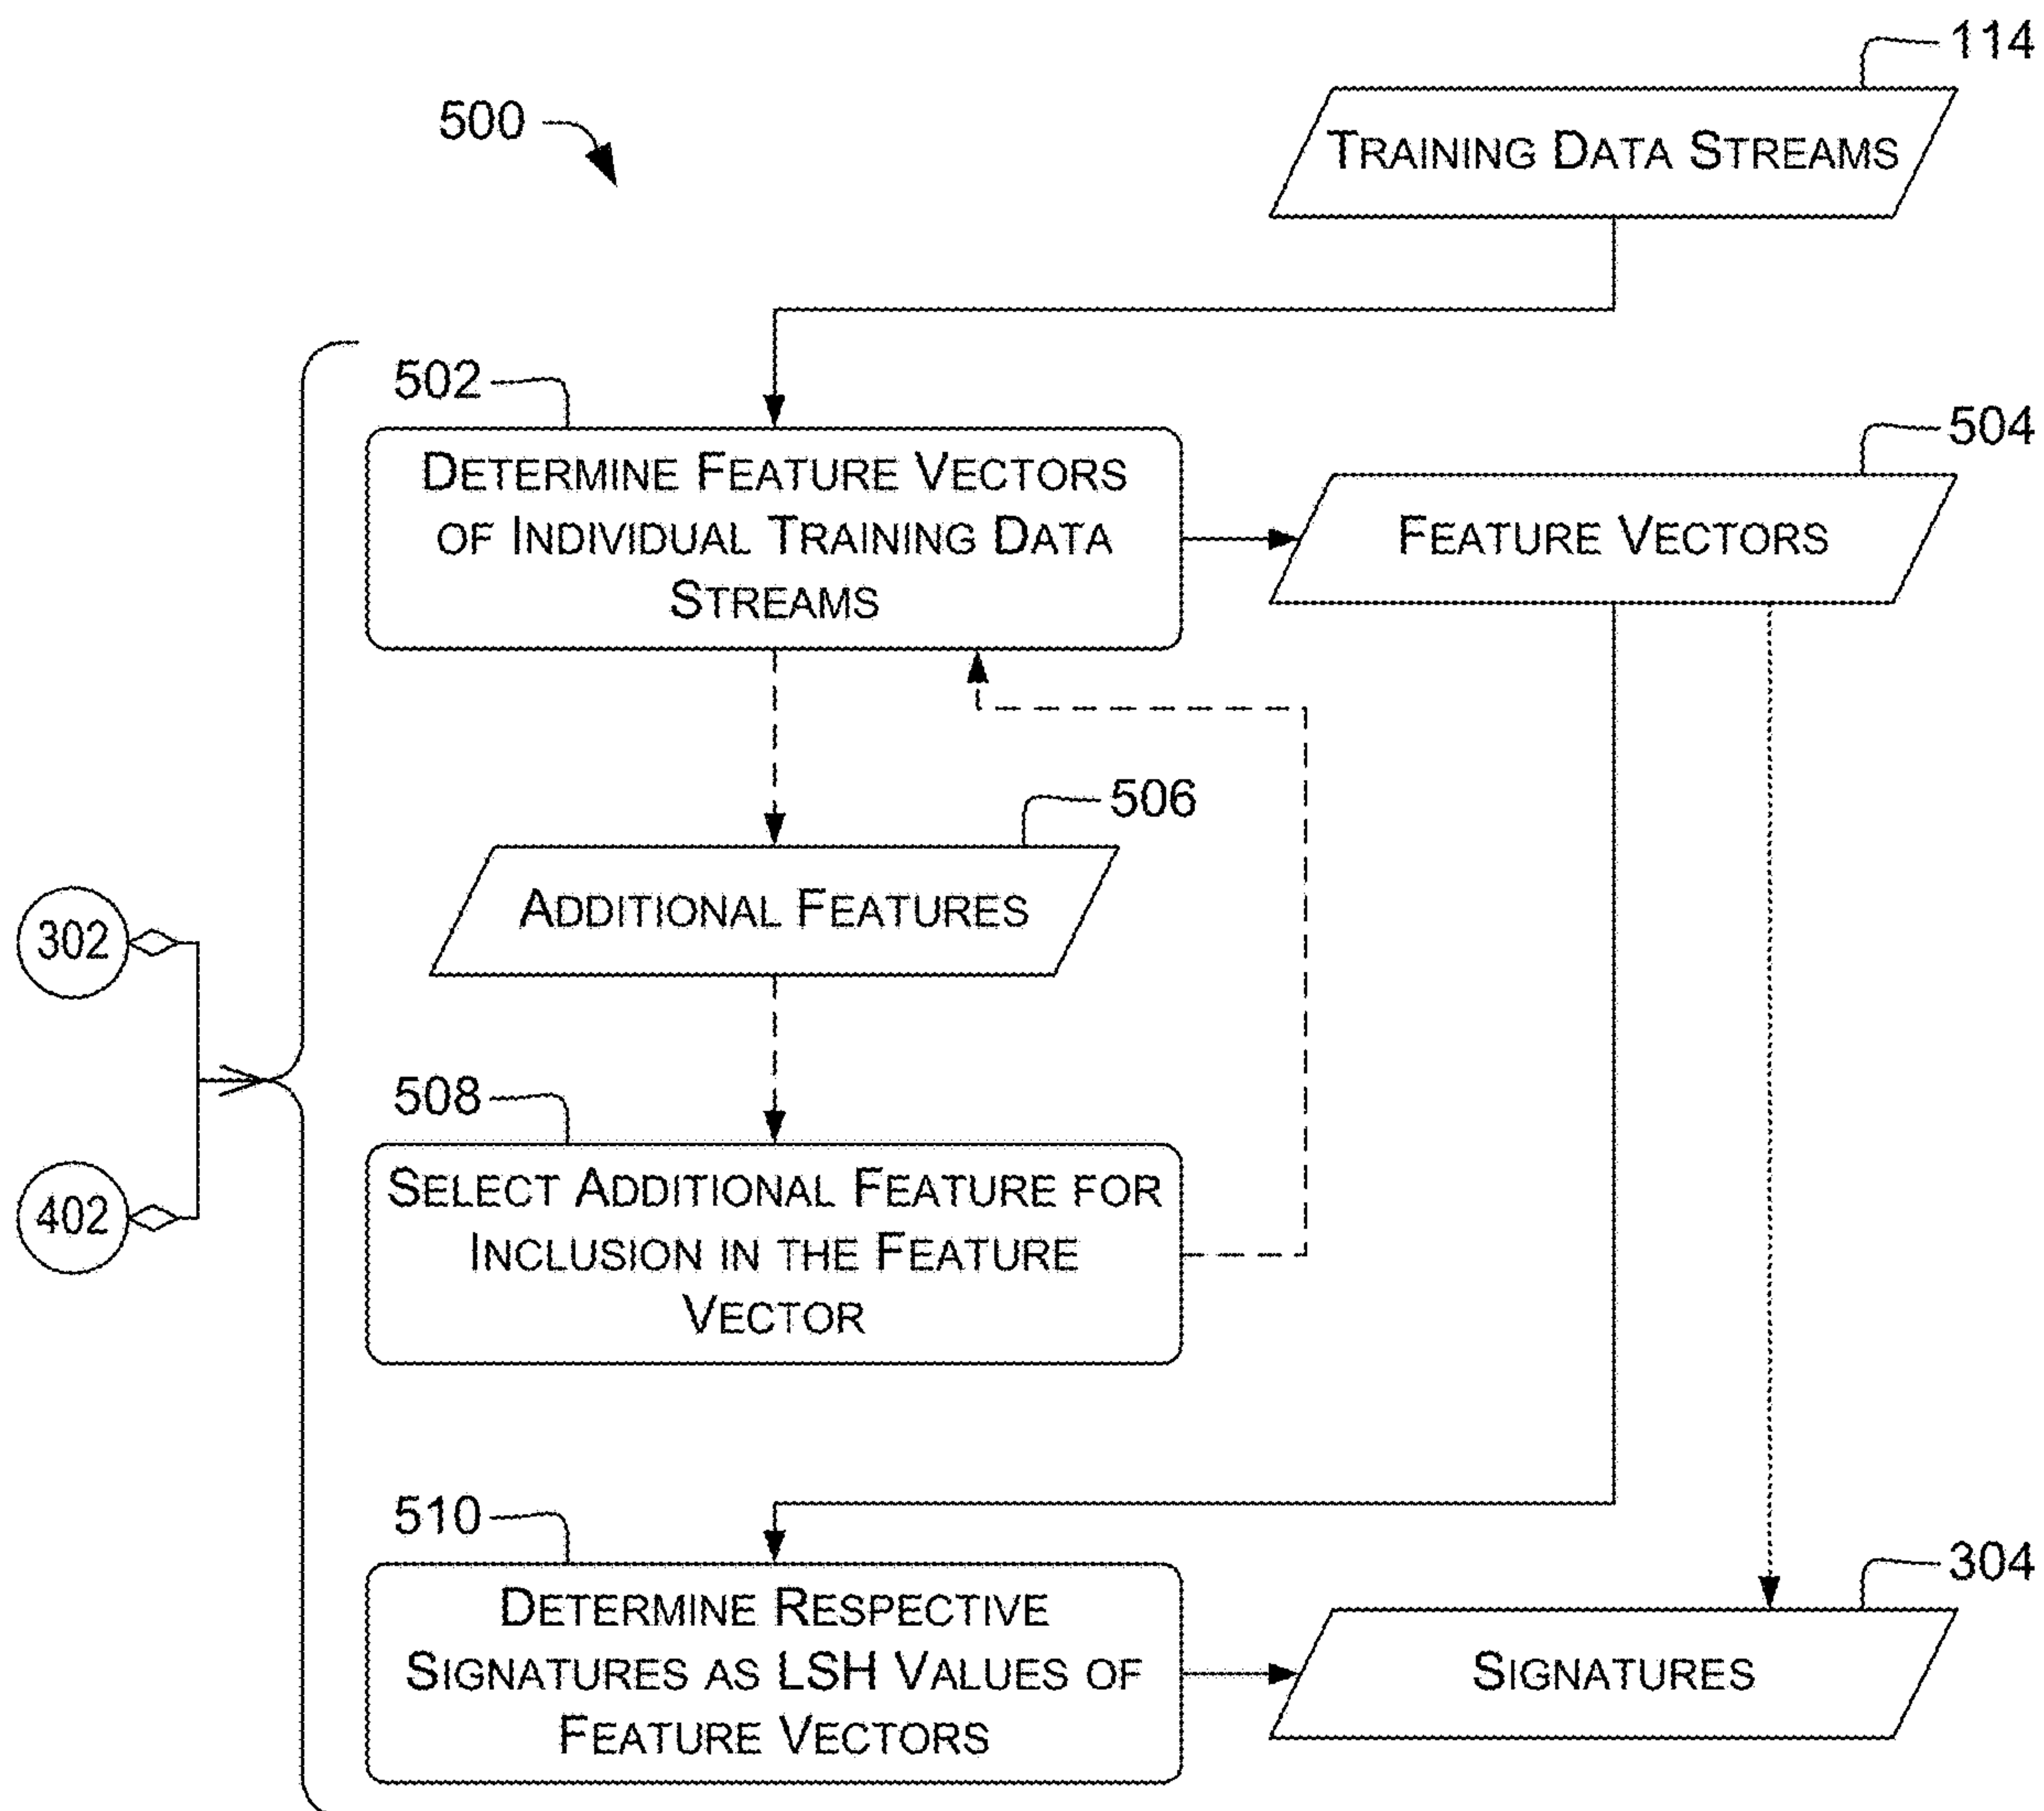 114
500
TRAINING DATA STREAMS
502
DETERMINE FEATURE VECTORS
OF INDIVIDUAL TRAINING DATA
STREAMS
504
FEATURE VECTORS
506
ADDITIONAL FEATURES
302
508
SELECT ADDITIONAL FEATURE FOR
INCLUSION IN THE FEATURE
VECTOR
402
510
DETERMINE RESPECTIVE
SIGNATURES AS LSH VALUES OF
FEATURE VECTORS
304
SIGNATURES